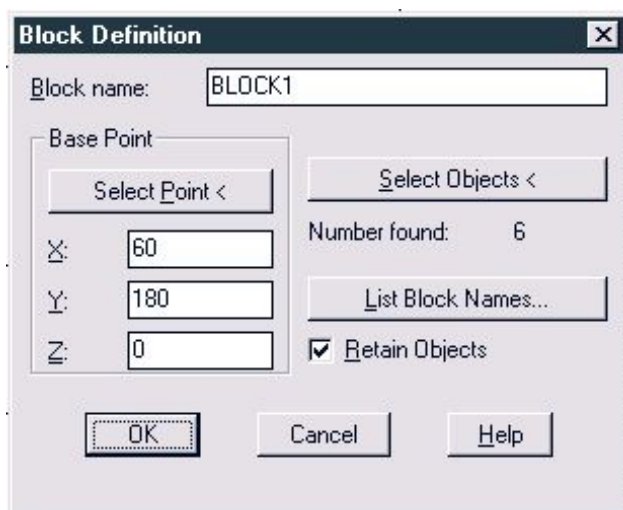 Block Definition
Block name: BLOCK1
Base Point
Select Point <
X: 60
Y: 180
Z: 0
Select Objects <
Number found: 6
List Block Names...
Retain Objects
OK Cancel Help